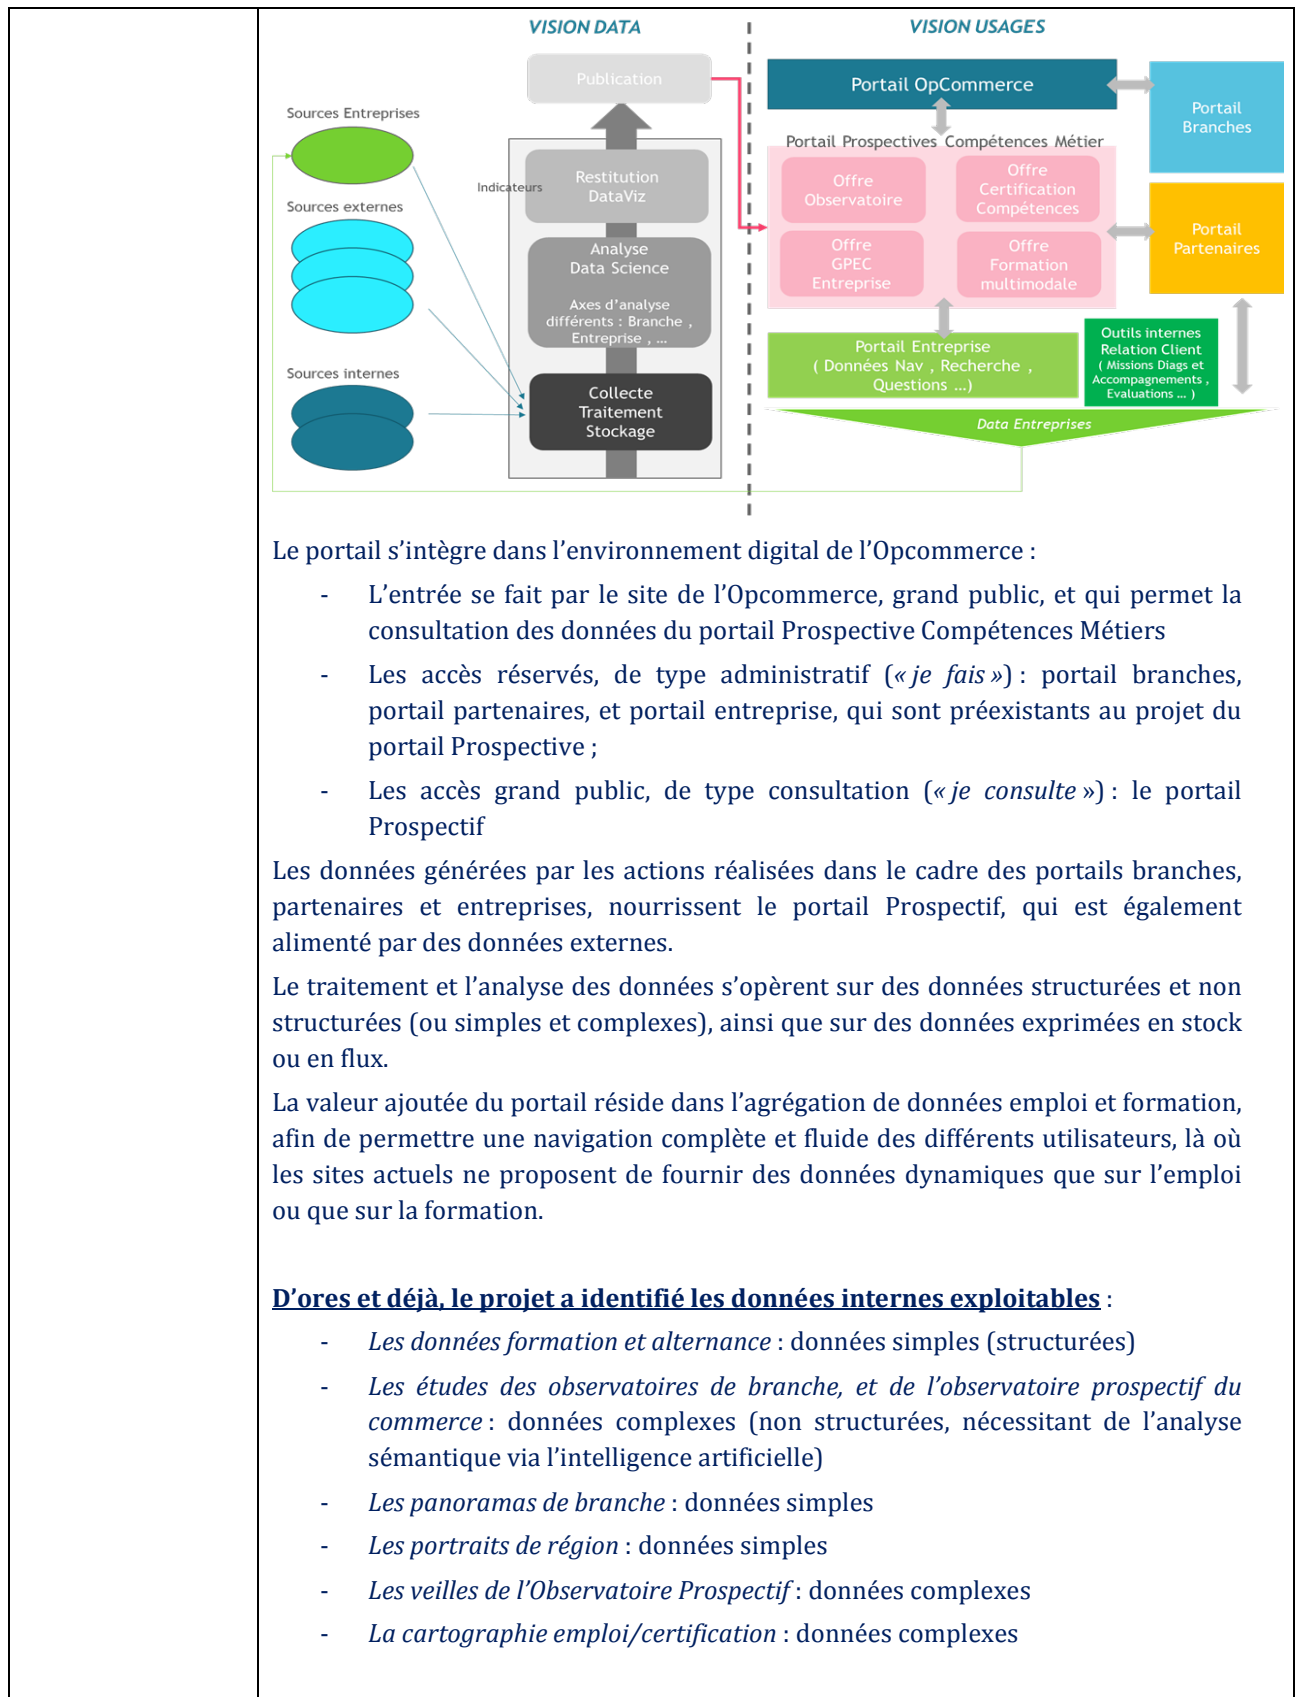 VISION DATA
VISION USAGES
Publication
Portail OpCommerce
Portail
Branches
Sources Entreprises
Portail Prospectives Compétences Métier
Indicateurs
Restitution
DataViz
Offre
Observatoire
Offre
Certification
Compétences
Sources externes
Analyse
Data Science
Axes d’analyse
différents : Branche ,
Entreprise , ...
Offre
GPEC
Entreprise
Offre
Formation
multimodale
Portail
Partenaires
Portail Entreprise
( Données Nav , Recherche ,
Questions ...)
Outils internes
Relation Client
( Missions Diags et
Accompagnements ,
Evaluations ... )
Sources internes
Collecte
Traitement
Stockage
Data Entreprises
Le portail s’intègre dans l’environnement digital de l’Opcommerce :
- L’entrée se fait par le site de l’Opcommerce, grand public, et qui permet la
consultation des données du portail Prospective Compétences Métiers
- Les accès réservés, de type administratif (« je fais ») : portail branches,
portail partenaires, et portail entreprise, qui sont préexistants au projet du
portail Prospective ;
- Les accès grand public, de type consultation (« je consulte ») : le portail
Prospectif
Les données générées par les actions réalisées dans le cadre des portails branches,
partenaires et entreprises, nourrissent le portail Prospectif, qui est également
alimenté par des données externes.
Le traitement et l’analyse des données s’opèrent sur des données structurées et non
structurées (ou simples et complexes), ainsi que sur des données exprimées en stock
ou en flux.
La valeur ajoutée du portail réside dans l’agrégation de données emploi et formation,
afin de permettre une navigation complète et fluide des différents utilisateurs, là où
les sites actuels ne proposent de fournir des données dynamiques que sur l’emploi
ou que sur la formation.
D’ores et déjà, le projet a identifié les données internes exploitables :
- Les données formation et alternance : données simples (structurées)
- Les études des observatoires de branche, et de l’observatoire prospectif du
commerce : données complexes (non structurées, nécessitant de l’analyse
sémantique via l’intelligence artificielle)
- Les panoramas de branche : données simples
- Les portraits de région : données simples
- Les veilles de l’Observatoire Prospectif : données complexes
- La cartographie emploi/certification : données complexes